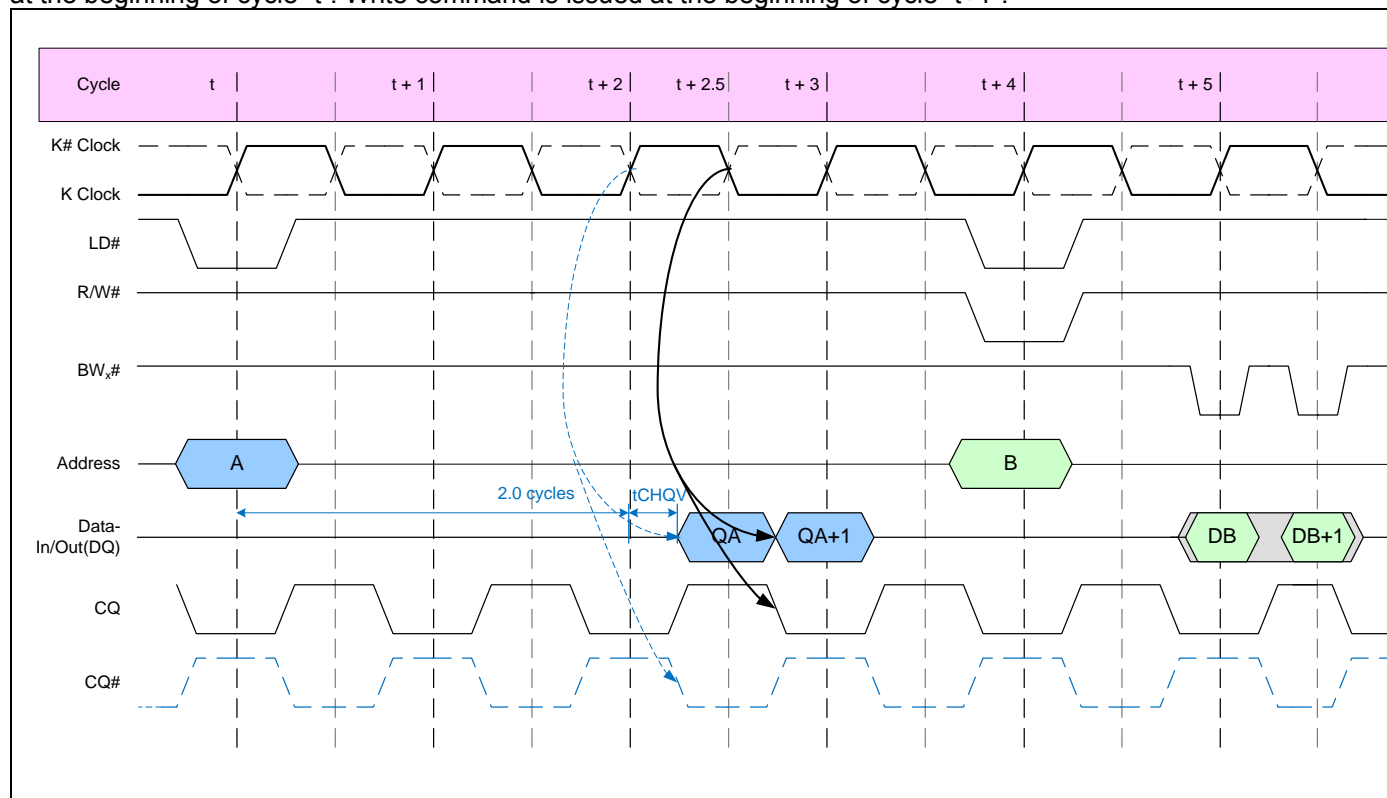 at the beginning of cycle "t". Write command is issued at the beginning of cycle "t+4".
Cycle t t + 1 t + 2 t + 2.5 t + 3 t + 4 t + 5
K# Clock
K Clock
LD#
R/W#
BWx#
Address A B
2.0 cycles tCHQV
Data-In/Out(DQ) QA QA+1 DB DB+1
CQ
CQ#